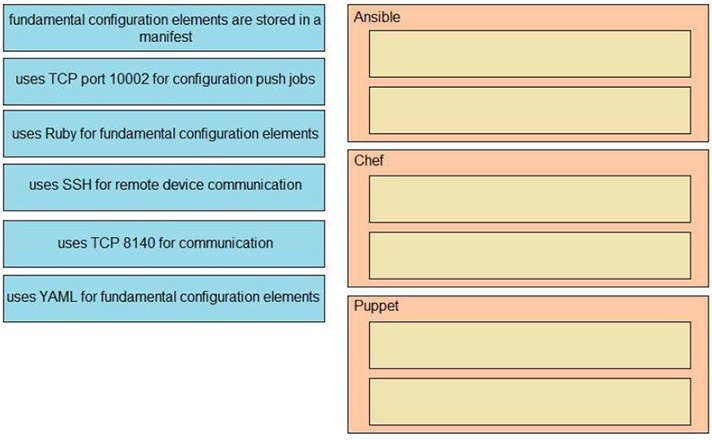 fundamental configuration elements are stored in a
manifest
uses TCP port 10002 for configuration push jobs
uses Ruby for fundamental configuration elements
uses SSH for remote device communication
uses TCP 8140 for communication
uses YAML for fundamental configuration elements
Ansible
Chef
Puppet